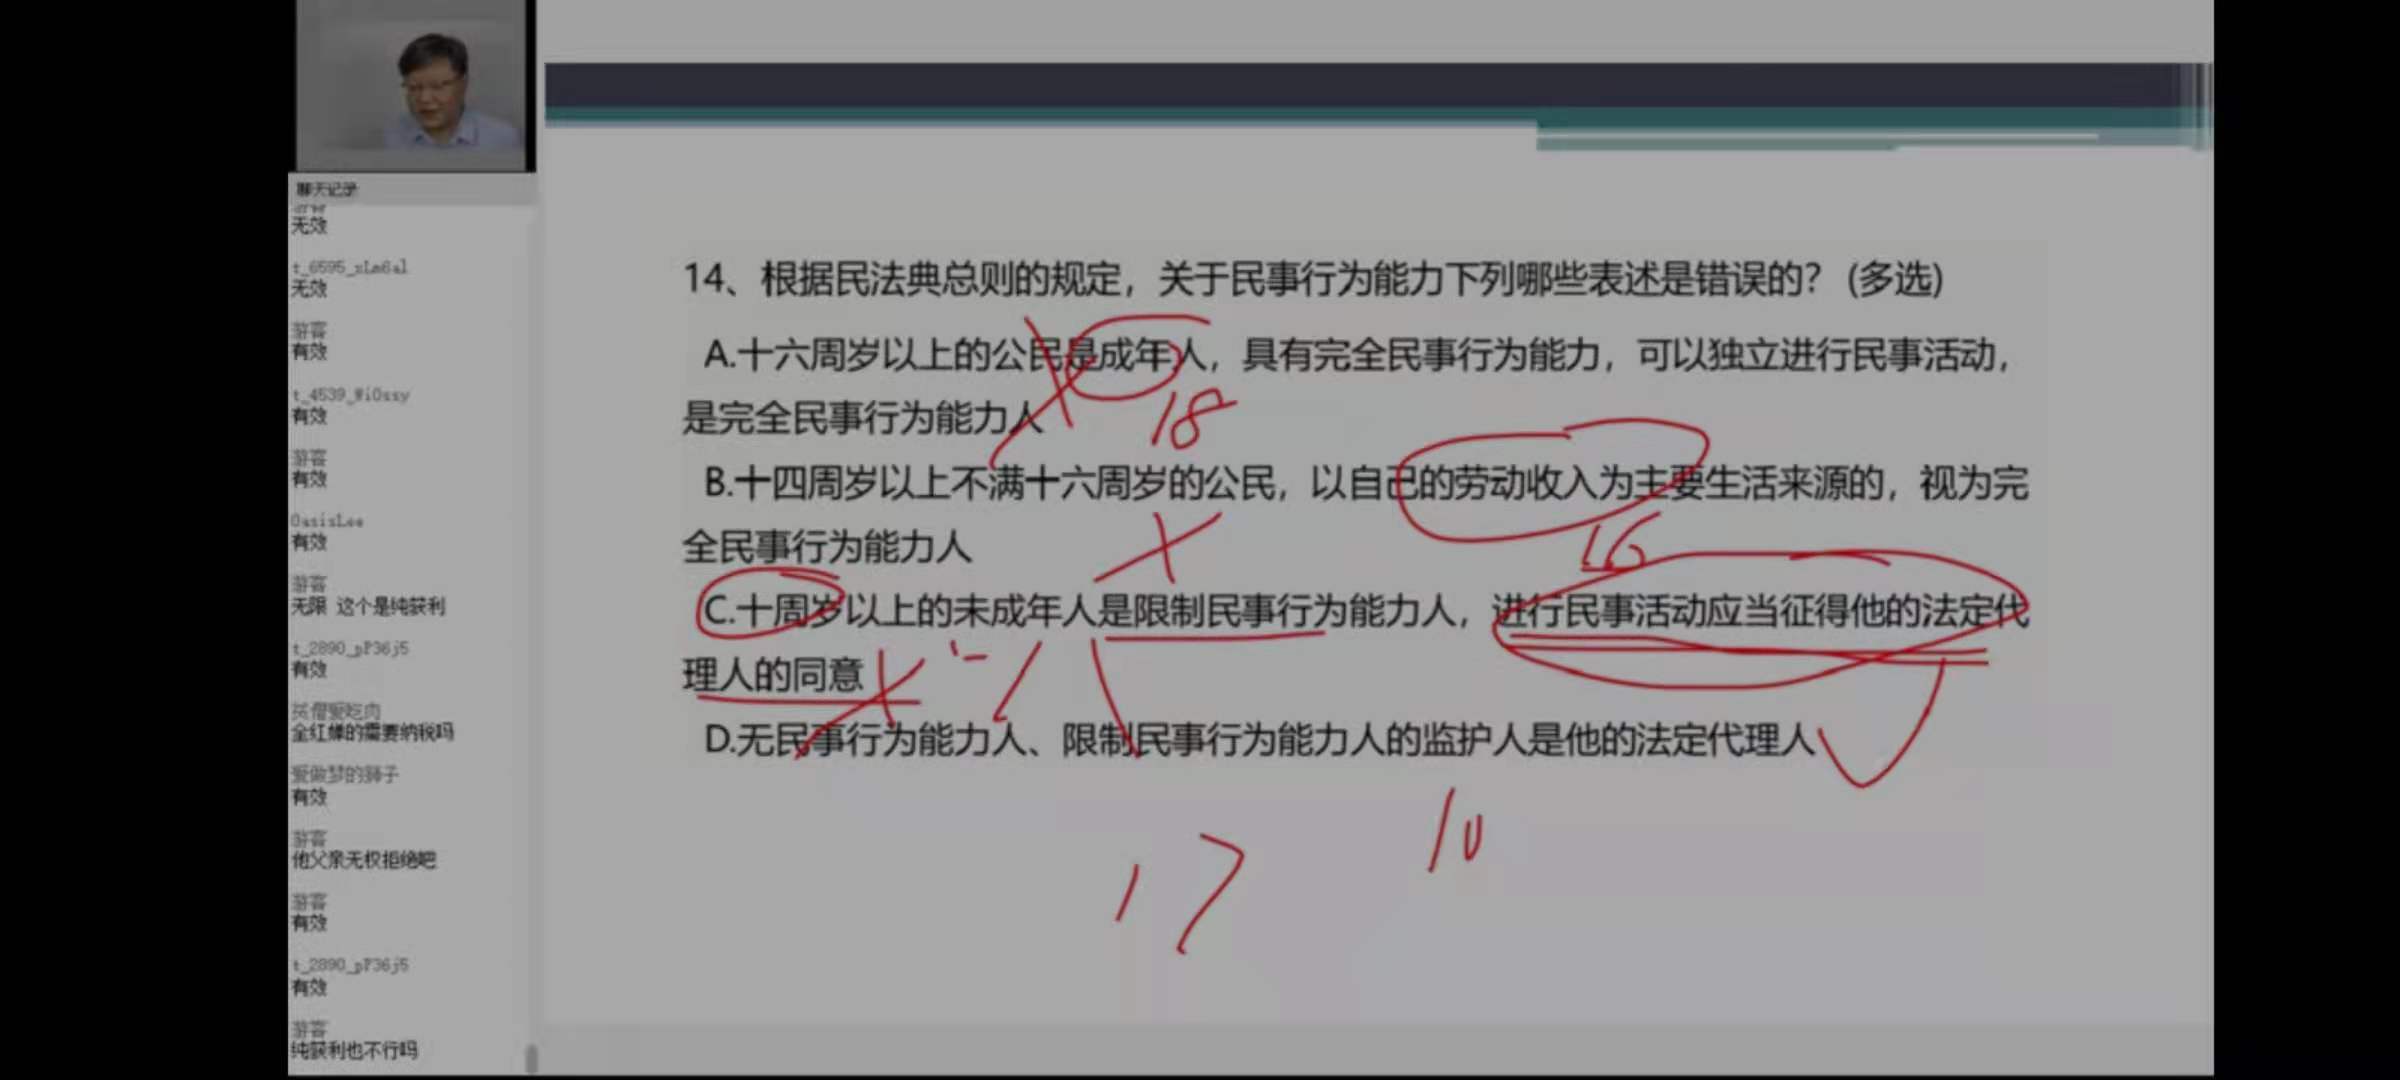 聊天记录
游客
无效
t_6595_zLm6al
无效
游客
有效
t_4539_WiOssy
有效
游客
有效
OasisLee
有效
游客
无限 这个是纯获利
t_2890_pP36j5
有效
爱吃肉
全红婵的需要纳税吗
爱做梦的狮子
有效
游客
他父亲无权拒绝吧
游客
有效
t_2890_pP36j5
有效
游客
纯获利也不行吗
14、根据民法典总则的规定，关于民事行为能力下列哪些表述是错误的？(多选)
A.十六周岁以上的公民是成年人，具有完全民事行为能力，可以独立进行民事活动，
是完全民事行为能力人
18
B.十四周岁以上不满十六周岁的公民，以自己的劳动收入为主要生活来源的，视为完
全民事行为能力人
16
C.十周岁以上的未成年人是限制民事行为能力人，进行民事活动应当征得他的法定代
理人的同意
D.无民事行为能力人、限制民事行为能力人的监护人是他的法定代理人
17
10